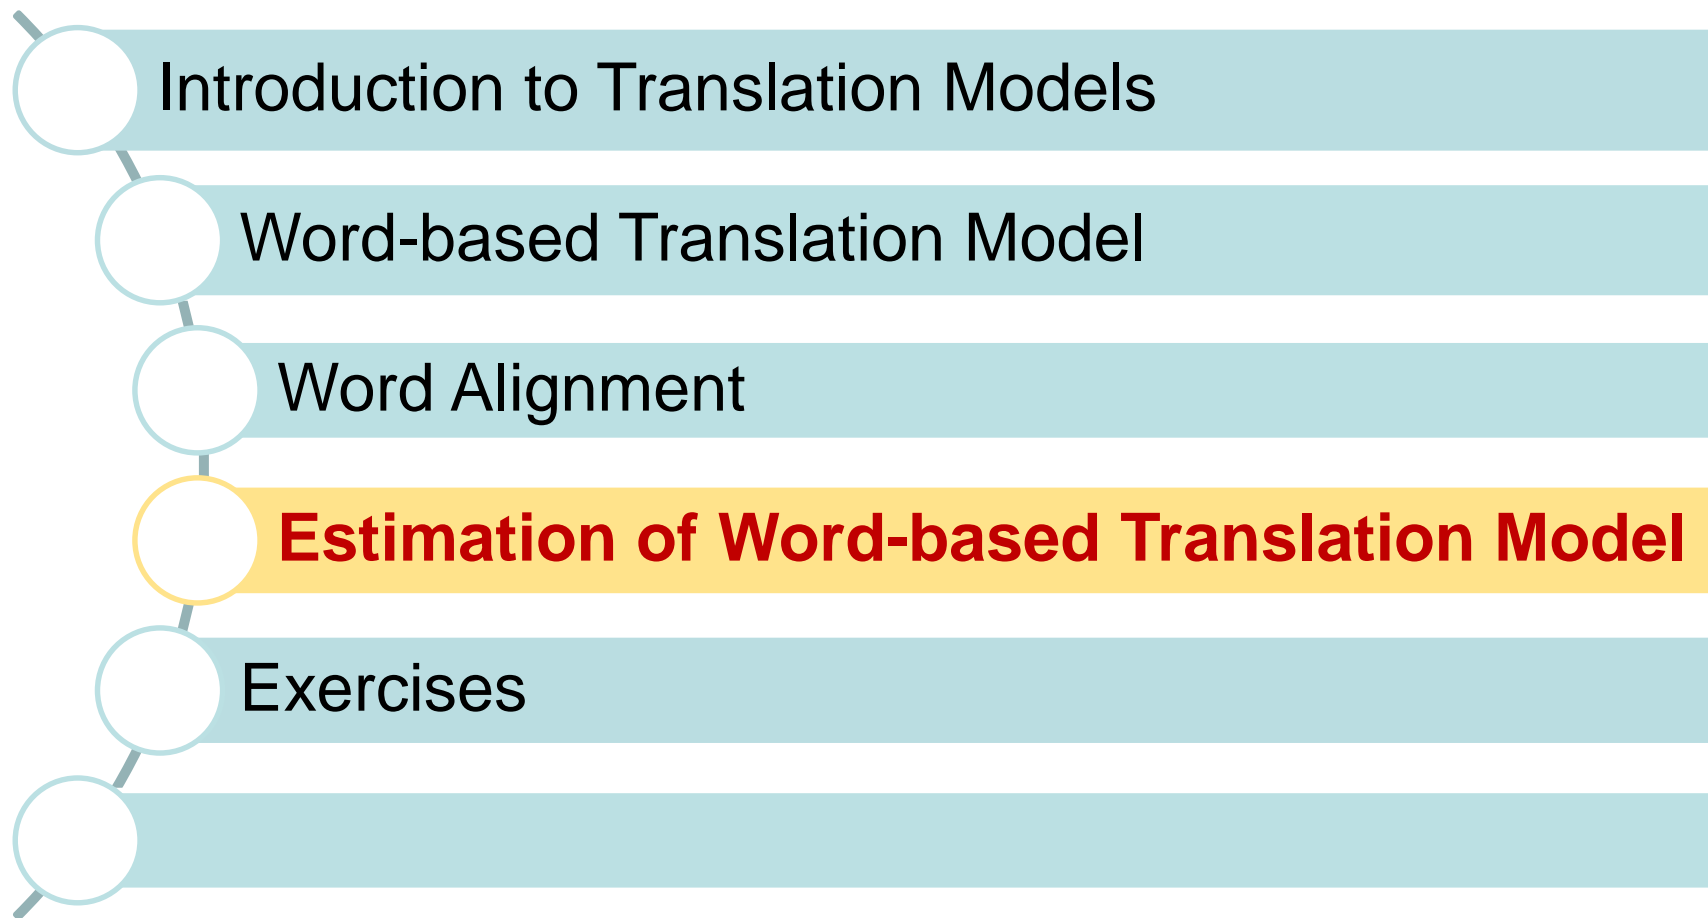 Introduction to Translation Models
Word-based Translation Model
Word Alignment
Estimation of Word-based Translation Model
Exercises